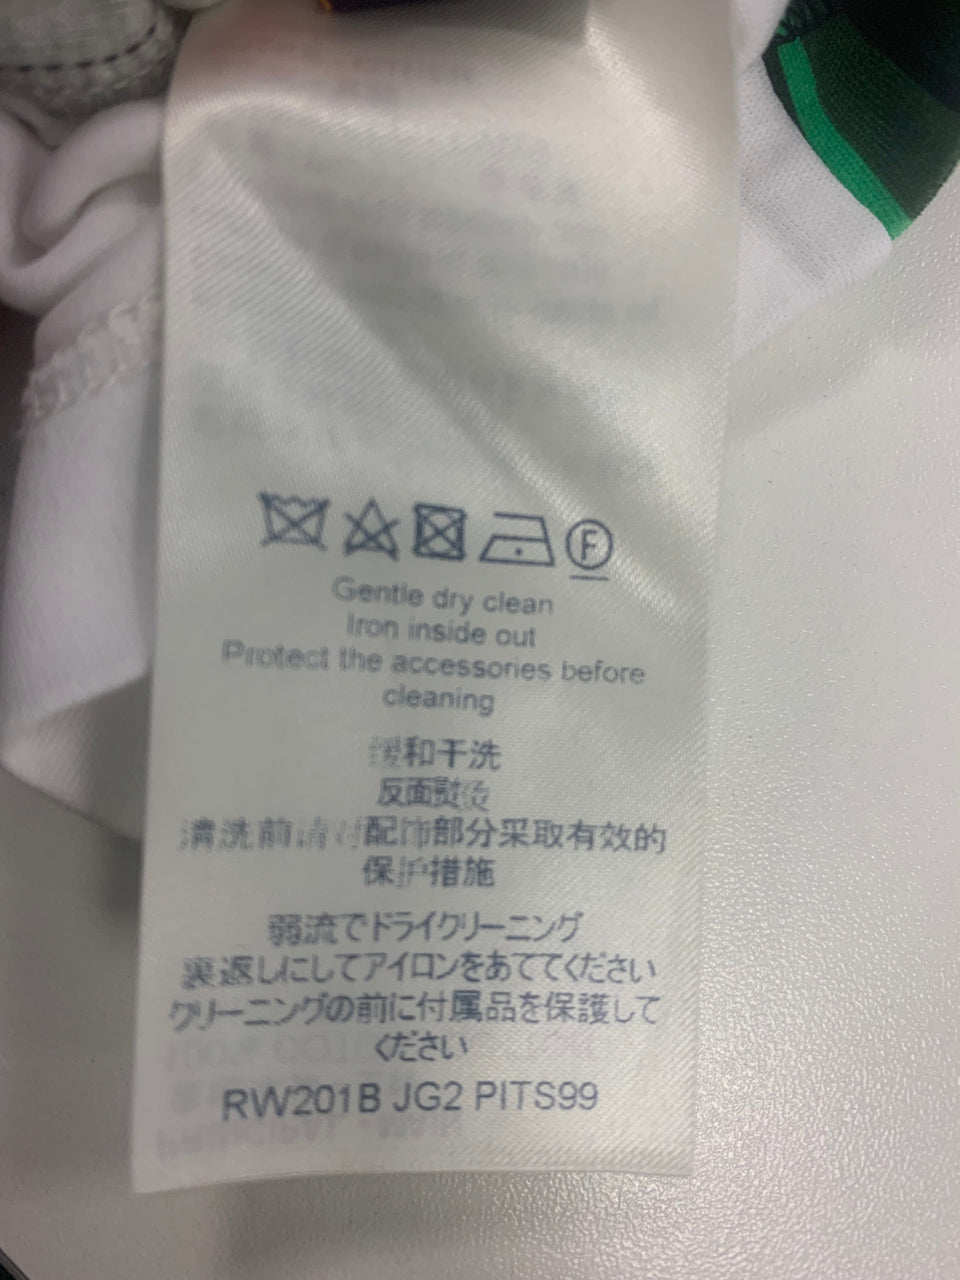 F
Gentle dry clean
Iron inside out
Protect the accessories before
cleaning
缓和干洗
反面熨烫
清洗前请对配饰部分采取有效的
保护措施
弱流でドライクリーニング
裏返しにしてアイロンをあててください
クリーニングの前に付属品を保護して
ください
RW201B JG2 PITS99